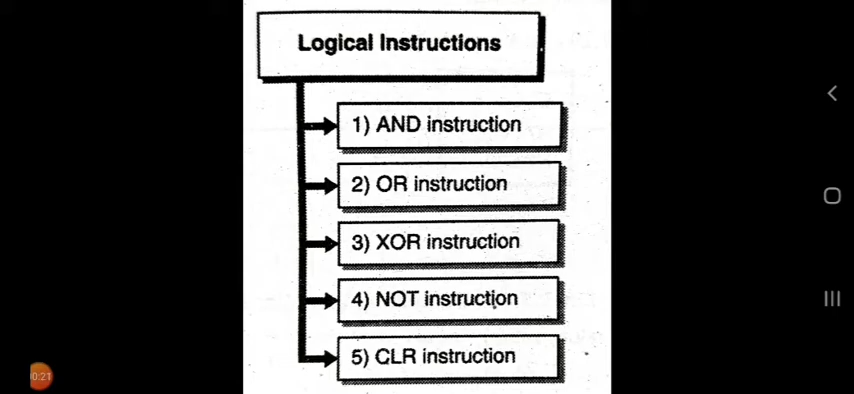 Logical Instructions
1) AND instruction
2) OR instruction
3) XOR instruction
4) NOT instruction
5) CLR instruction
0:21